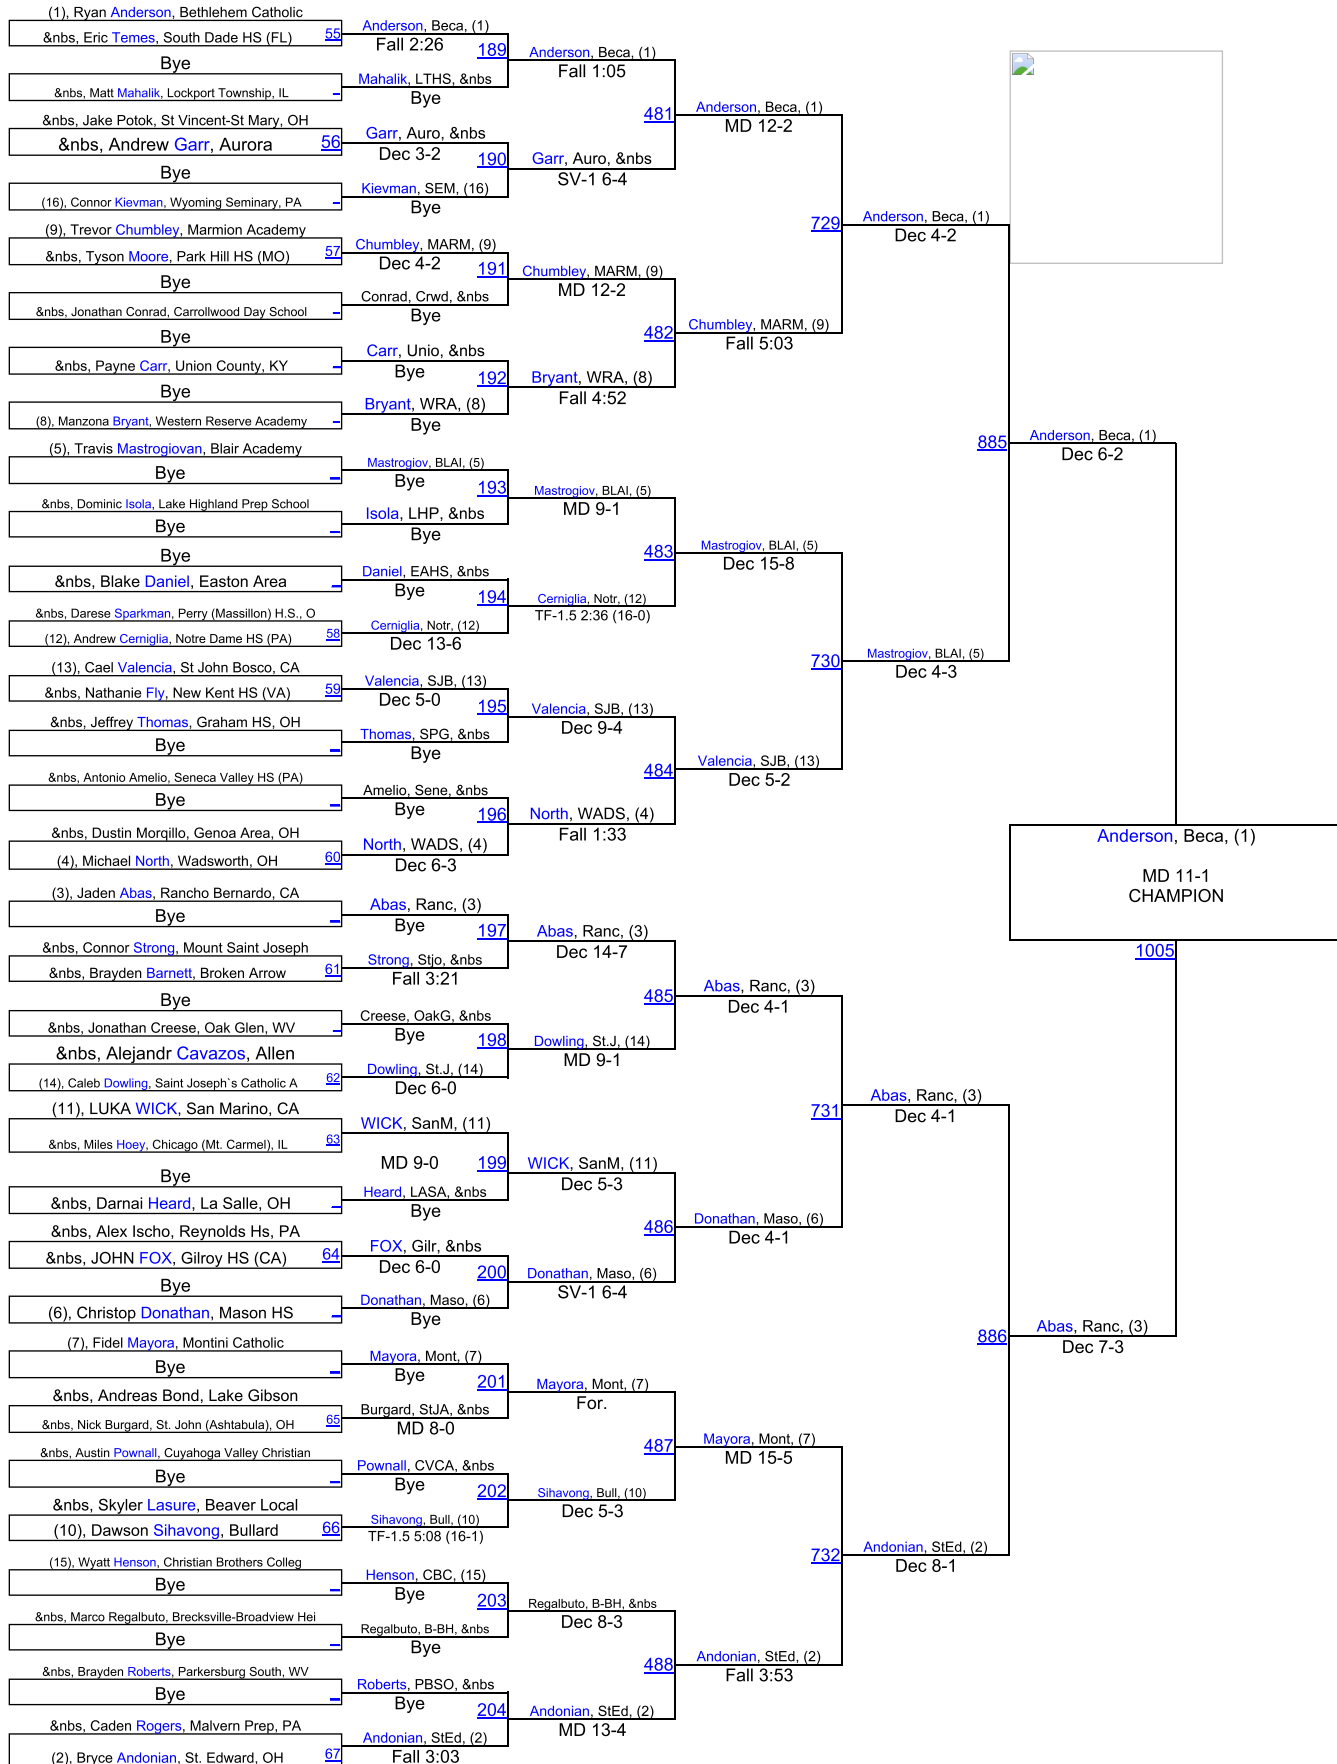 (1), Ryan Anderson, Bethlehem Catholic
&nbs, Eric Temes, South Dade HS (FL) 55
Bye
&nbs, Matt Mahalik, Lockport Township, IL
&nbs, Jake Potok, St Vincent-St Mary, OH
&nbs, Andrew Garr, Aurora 56
Bye
(16), Connor Kievman, Wyoming Seminary, PA
(9), Trevor Chumbley, Marmion Academy
&nbs, Tyson Moore, Park Hill HS (MO) 57
Bye
&nbs, Jonathan Conrad, Carrollwood Day School
Bye
&nbs, Payne Carr, Union County, KY
Bye
(8), Manzona Bryant, Western Reserve Academy
(5), Travis Mastrogiovan, Blair Academy
Bye
&nbs, Dominic Isola, Lake Highland Prep School
Bye
Bye
&nbs, Blake Daniel, Easton Area
&nbs, Darese Sparkman, Perry (Massillon) H.S., O
(12), Andrew Cerniglia, Notre Dame HS (PA) 58
(13), Cael Valencia, St John Bosco, CA
&nbs, Nathanie Fly, New Kent HS (VA) 59
&nbs, Jeffrey Thomas, Graham HS, OH
Bye
&nbs, Antonio Amelio, Seneca Valley HS (PA)
Bye
&nbs, Dustin Morqillo, Genoa Area, OH
(4), Michael North, Wadsworth, OH 60
(3), Jaden Abas, Rancho Bernardo, CA
Bye
&nbs, Connor Strong, Mount Saint Joseph
&nbs, Brayden Barnett, Broken Arrow 61
Bye
&nbs, Jonathan Creese, Oak Glen, WV
&nbs, Alejandr Cavazos, Allen
(14), Caleb Dowling, Saint Joseph`s Catholic A 62
(11), LUKA WICK, San Marino, CA
&nbs, Miles Hoey, Chicago (Mt. Carmel), IL 63
Bye
&nbs, Darnai Heard, La Salle, OH
&nbs, Alex Ischo, Reynolds Hs, PA
&nbs, JOHN FOX, Gilroy HS (CA) 64
Bye
(6), Christop Donathan, Mason HS
(7), Fidel Mayora, Montini Catholic
Bye
&nbs, Andreas Bond, Lake Gibson
&nbs, Nick Burgard, St. John (Ashtabula), OH 65
&nbs, Austin Pownall, Cuyahoga Valley Christian
Bye
&nbs, Skyler Lasure, Beaver Local
(10), Dawson Sihavong, Bullard 66
(15), Wyatt Henson, Christian Brothers Colleg
Bye
&nbs, Marco Regalbuto, Brecksville-Broadview Hei
Bye
&nbs, Brayden Roberts, Parkersburg South, WV
Bye
&nbs, Caden Rogers, Malvern Prep, PA
(2), Bryce Andonian, St. Edward, OH 67
Anderson, Beca, (1)
Fall 2:26
189
Mahalik, LTHS, &nbs
Bye
Garr, Auro, &nbs
Dec 3-2
190
Kievman, SEM, (16)
Bye
Chumbley, MARM, (9)
Dec 4-2
191
Conrad, Crwd, &nbs
Bye
Carr, Unio, &nbs
Bye
192
Bryant, WRA, (8)
Bye
Mastrogiov, BLAI, (5)
Bye
193
Isola, LHP, &nbs
Bye
Daniel, EAHS, &nbs
Bye
194
Cerniglia, Notr, (12)
Dec 13-6
Valencia, SJB, (13)
Dec 5-0
195
Thomas, SPG, &nbs
Bye
Amelio, Sene, &nbs
Bye
196
North, WADS, (4)
Dec 6-3
Abas, Ranc, (3)
Bye
197
Strong, Stjo, &nbs
Fall 3:21
Creese, OakG, &nbs
Bye
198
Dowling, St.J, (14)
Dec 6-0
WICK, SanM, (11)
MD 9-0
199
Heard, LASA, &nbs
Bye
FOX, Gilr, &nbs
Dec 6-0
200
Donathan, Maso, (6)
Bye
Mayora, Mont, (7)
Bye
201
Burgard, StJA, &nbs
MD 8-0
Pownall, CVCA, &nbs
Bye
202
Sihavong, Bull, (10)
TF-1.5 5:08 (16-1)
Henson, CBC, (15)
Bye
203
Regalbuto, B-BH, &nbs
Bye
Roberts, PBSO, &nbs
Bye
204
Andonian, StEd, (2)
Fall 3:03
Anderson, Beca, (1)
Fall 1:05
481
Garr, Auro, &nbs
SV-1 6-4
Chumbley, MARM, (9)
MD 12-2
482
Bryant, WRA, (8)
Fall 4:52
Mastrogiov, BLAI, (5)
MD 9-1
483
Cerniglia, Notr, (12)
TF-1.5 2:36 (16-0)
Valencia, SJB, (13)
Dec 9-4
484
North, WADS, (4)
Fall 1:33
Abas, Ranc, (3)
Dec 14-7
485
Dowling, St.J, (14)
MD 9-1
WICK, SanM, (11)
Dec 5-3
486
Donathan, Maso, (6)
SV-1 6-4
Mayora, Mont, (7)
For.
487
Sihavong, Bull, (10)
Dec 5-3
Regalbuto, B-BH, &nbs
Dec 8-3
488
Andonian, StEd, (2)
MD 13-4
Anderson, Beca, (1)
MD 12-2
729
Chumbley, MARM, (9)
Fall 5:03
Mastrogiov, BLAI, (5)
Dec 15-8
730
Valencia, SJB, (13)
Dec 5-2
Abas, Ranc, (3)
Dec 4-1
731
Donathan, Maso, (6)
Dec 4-1
Mayora, Mont, (7)
MD 15-5
732
Andonian, StEd, (2)
Fall 3:53
Anderson, Beca, (1)
Dec 4-2
885
Mastrogiov, BLAI, (5)
Dec 4-3
Abas, Ranc, (3)
Dec 4-1
886
Andonian, StEd, (2)
Dec 8-1
Anderson, Beca, (1)
Dec 6-2
Abas, Ranc, (3)
Dec 7-3
Anderson, Beca, (1)
MD 11-1
CHAMPION
1005